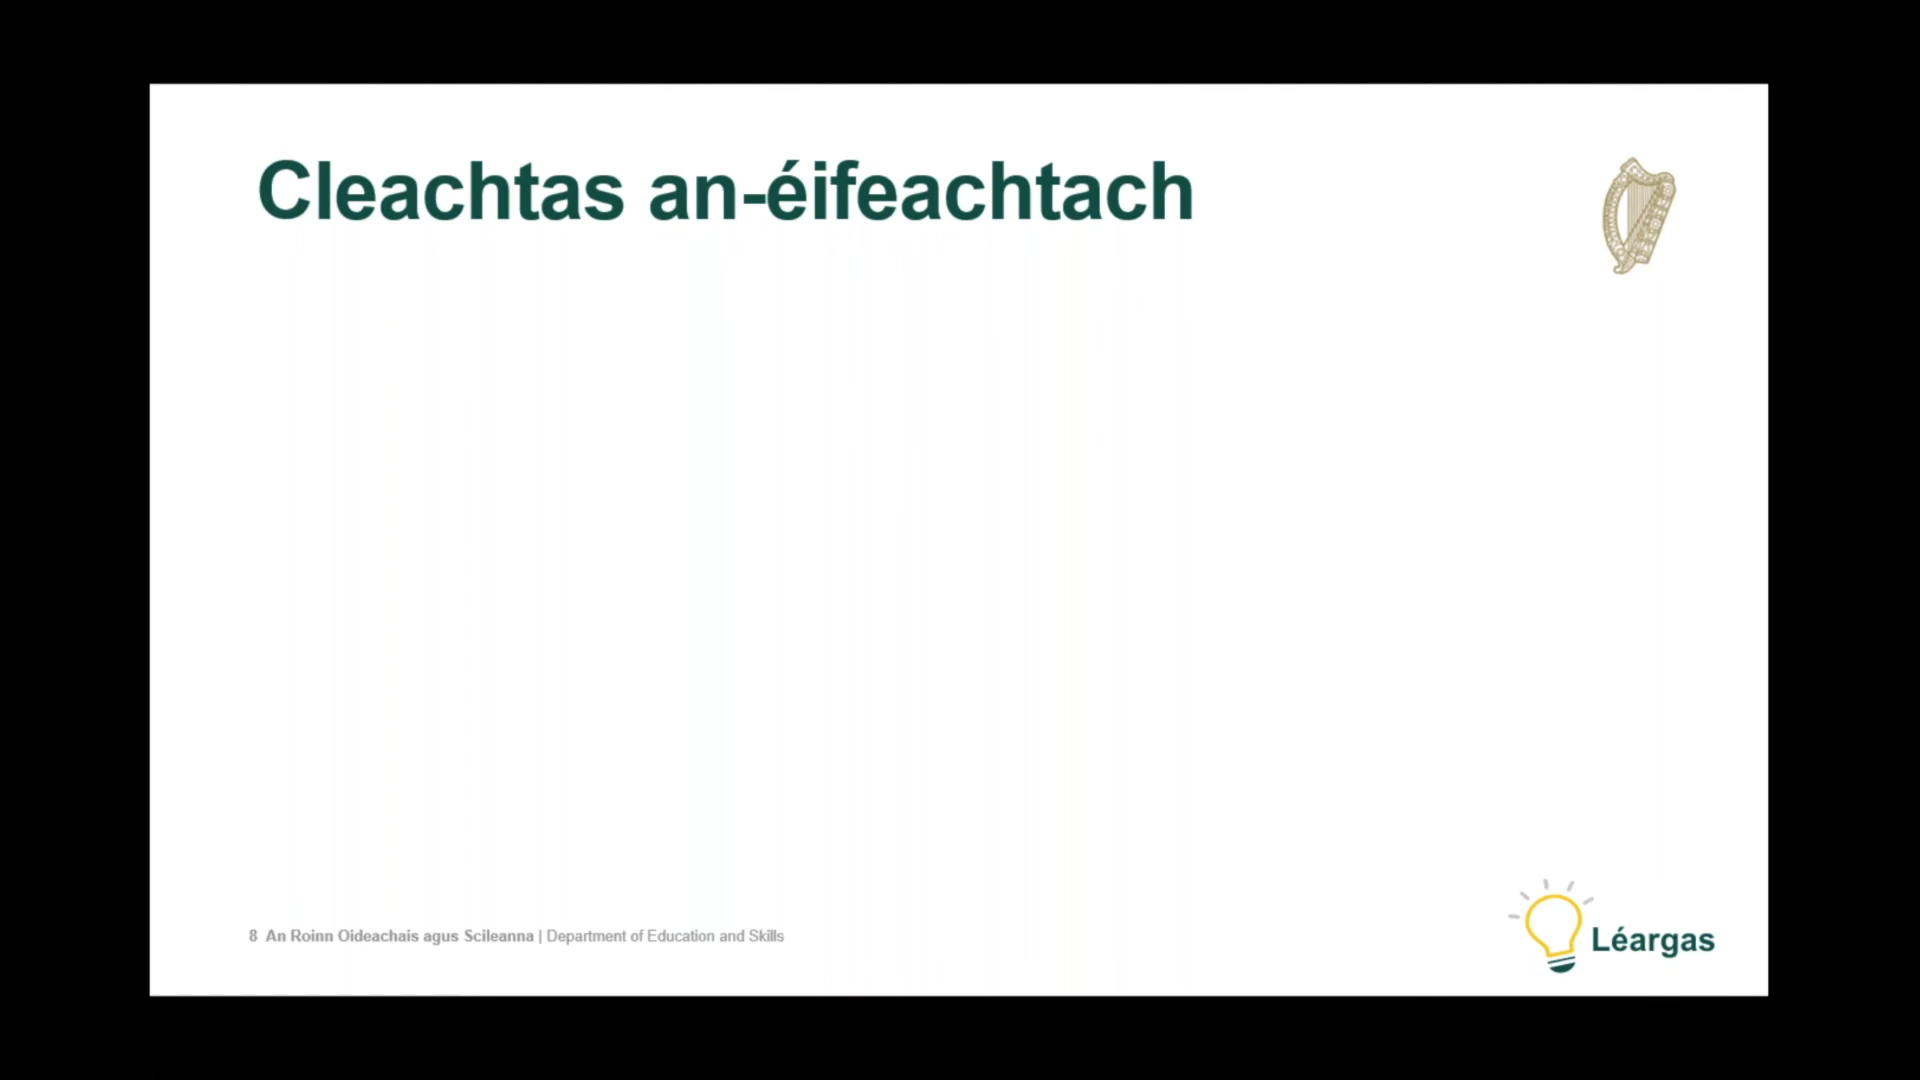 Cleachtas an-éifeachtach
8 An Roinn Oideachais agus Scileanna | Department of Education and Skills
Léargas